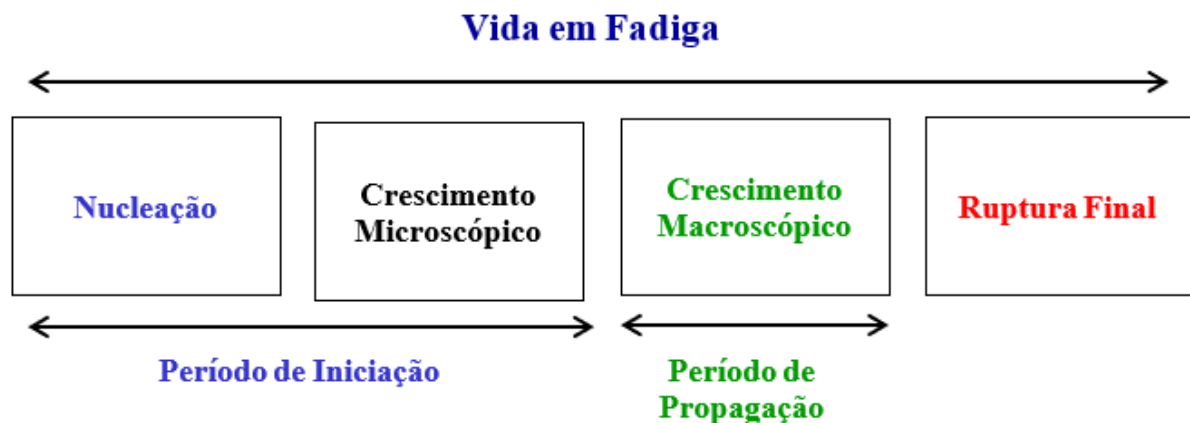 Vida em Fadiga
Nucleação
Crescimento
Microscópico
Crescimento
Macroscópico
Ruptura Final
Período de Iniciação
Período de
Propagação